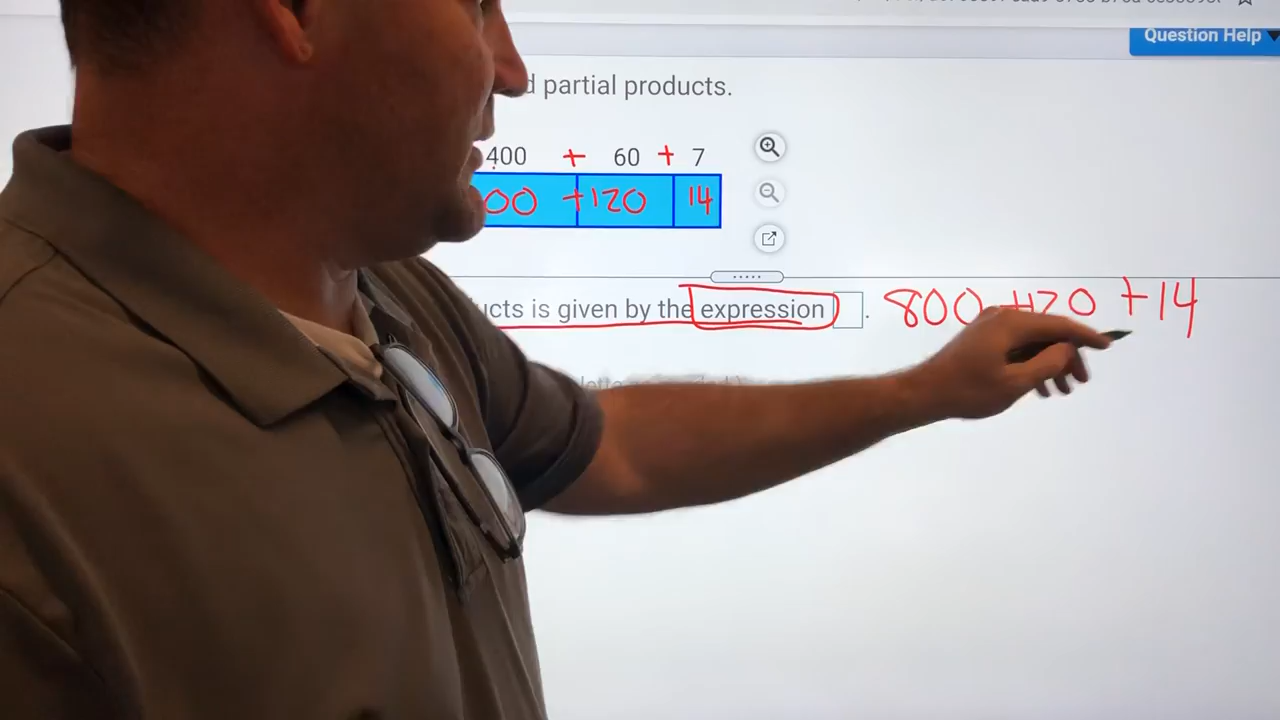 Question Help
d partial products.
400 + 60 + 7
00 +120 14
ucts is given by the expression . 800 +120 +14